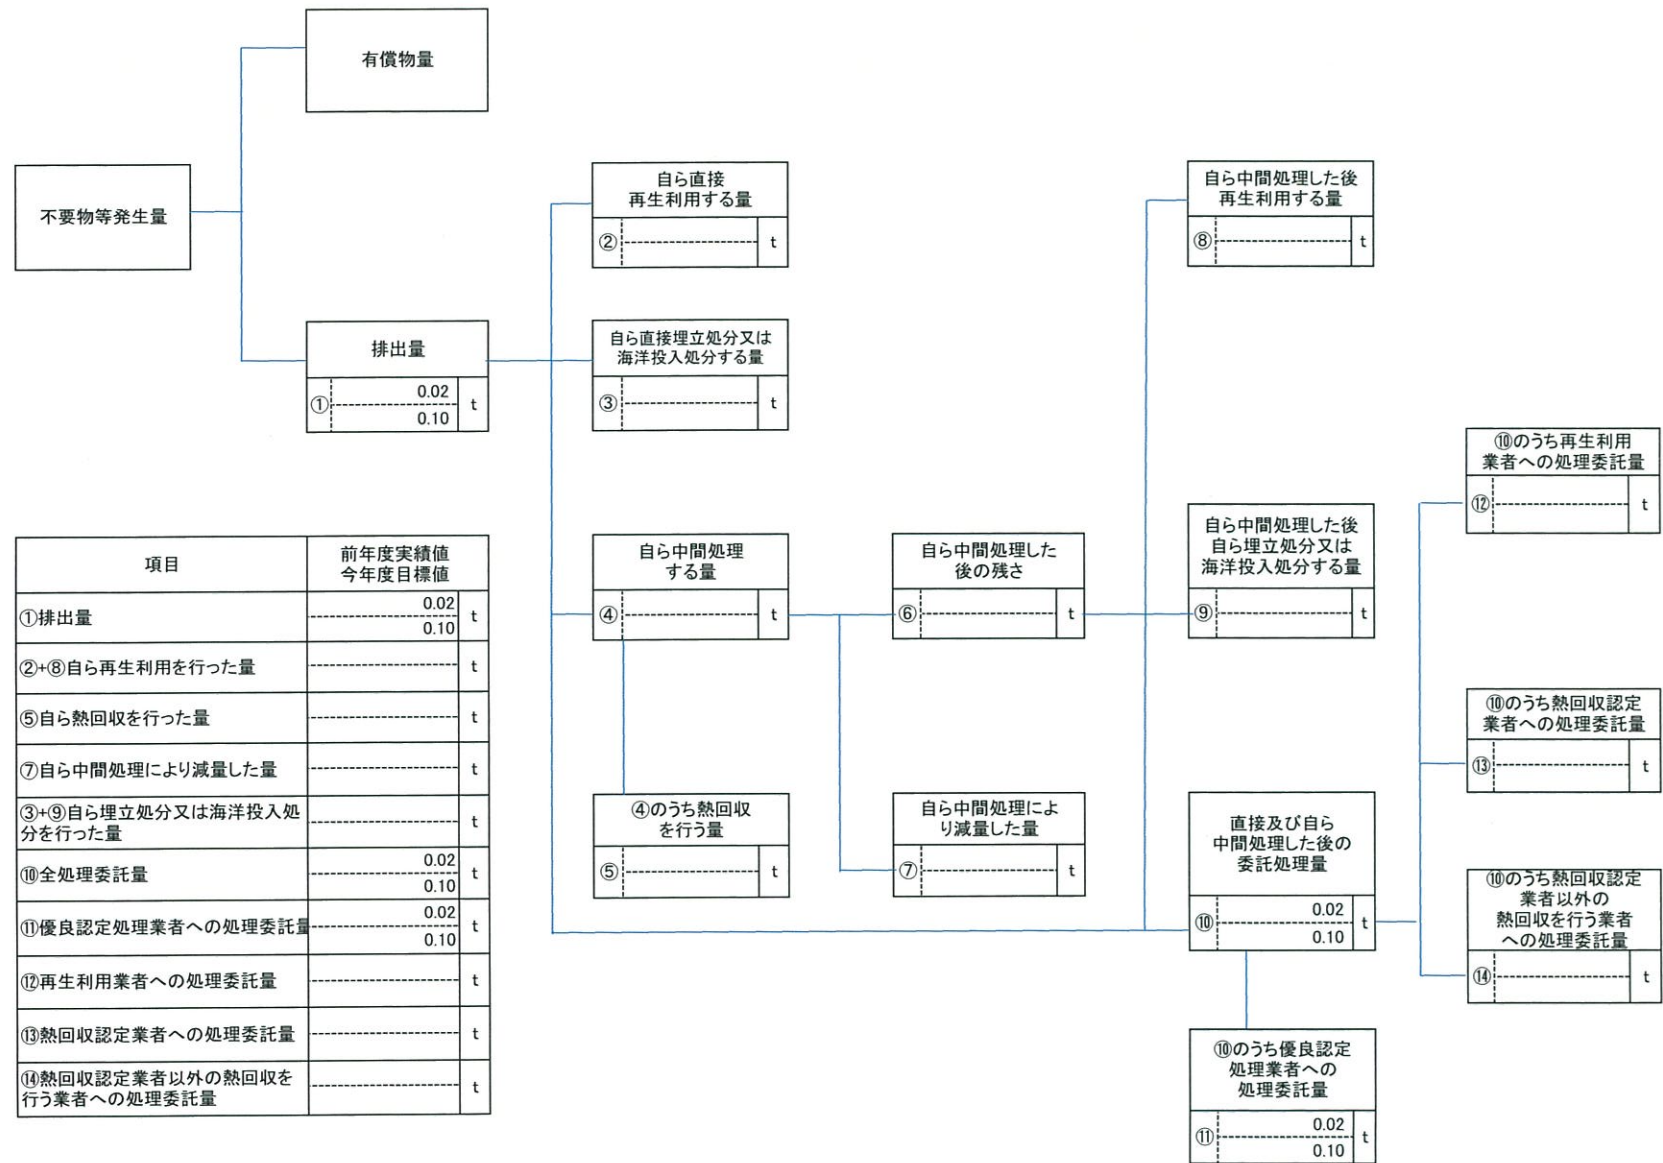 有償物量
不要物等発生量
排出量
① 0.02 t
0.10
自ら直接
再生利用する量
② t
自ら直接埋立処分又は
海洋投入処分する量
③ t
自ら中間処理
する量
④ t
④のうち熱回収
を行う量
⑤ t
自ら中間処理した
後の残さ
⑥ t
自ら中間処理によ
り減量した量
⑦ t
自ら中間処理した後
再生利用する量
⑧ t
自ら中間処理した後
自ら埋立処分又は
海洋投入処分する量
⑨ t
直接及び自ら
中間処理した後の
委託処理量
⑩ 0.02 t
0.10
⑩のうち優良認定
処理業者への
処理委託量
⑪ 0.02 t
0.10
⑩のうち再生利用
業者への処理委託量
⑫ t
⑩のうち熱回収認定
業者への処理委託量
⑬ t
⑩のうち熱回収認定
業者以外の
熱回収を行う業者
への処理委託量
⑭ t
項目 前年度実績値
今年度目標値
①排出量 0.02 t
0.10
②+⑧自ら再生利用を行った量 t
⑤自ら熱回収を行った量 t
⑦自ら中間処理により減量した量 t
③+⑨自ら埋立処分又は海洋投入処
分を行った量 t
⑩全処理委託量 0.02 t
0.10
⑪優良認定処理業者への処理委託量 0.02 t
0.10
⑫再生利用業者への処理委託量 t
⑬熱回収認定業者への処理委託量 t
⑭熱回収認定業者以外の熱回収を
行う業者への処理委託量 t